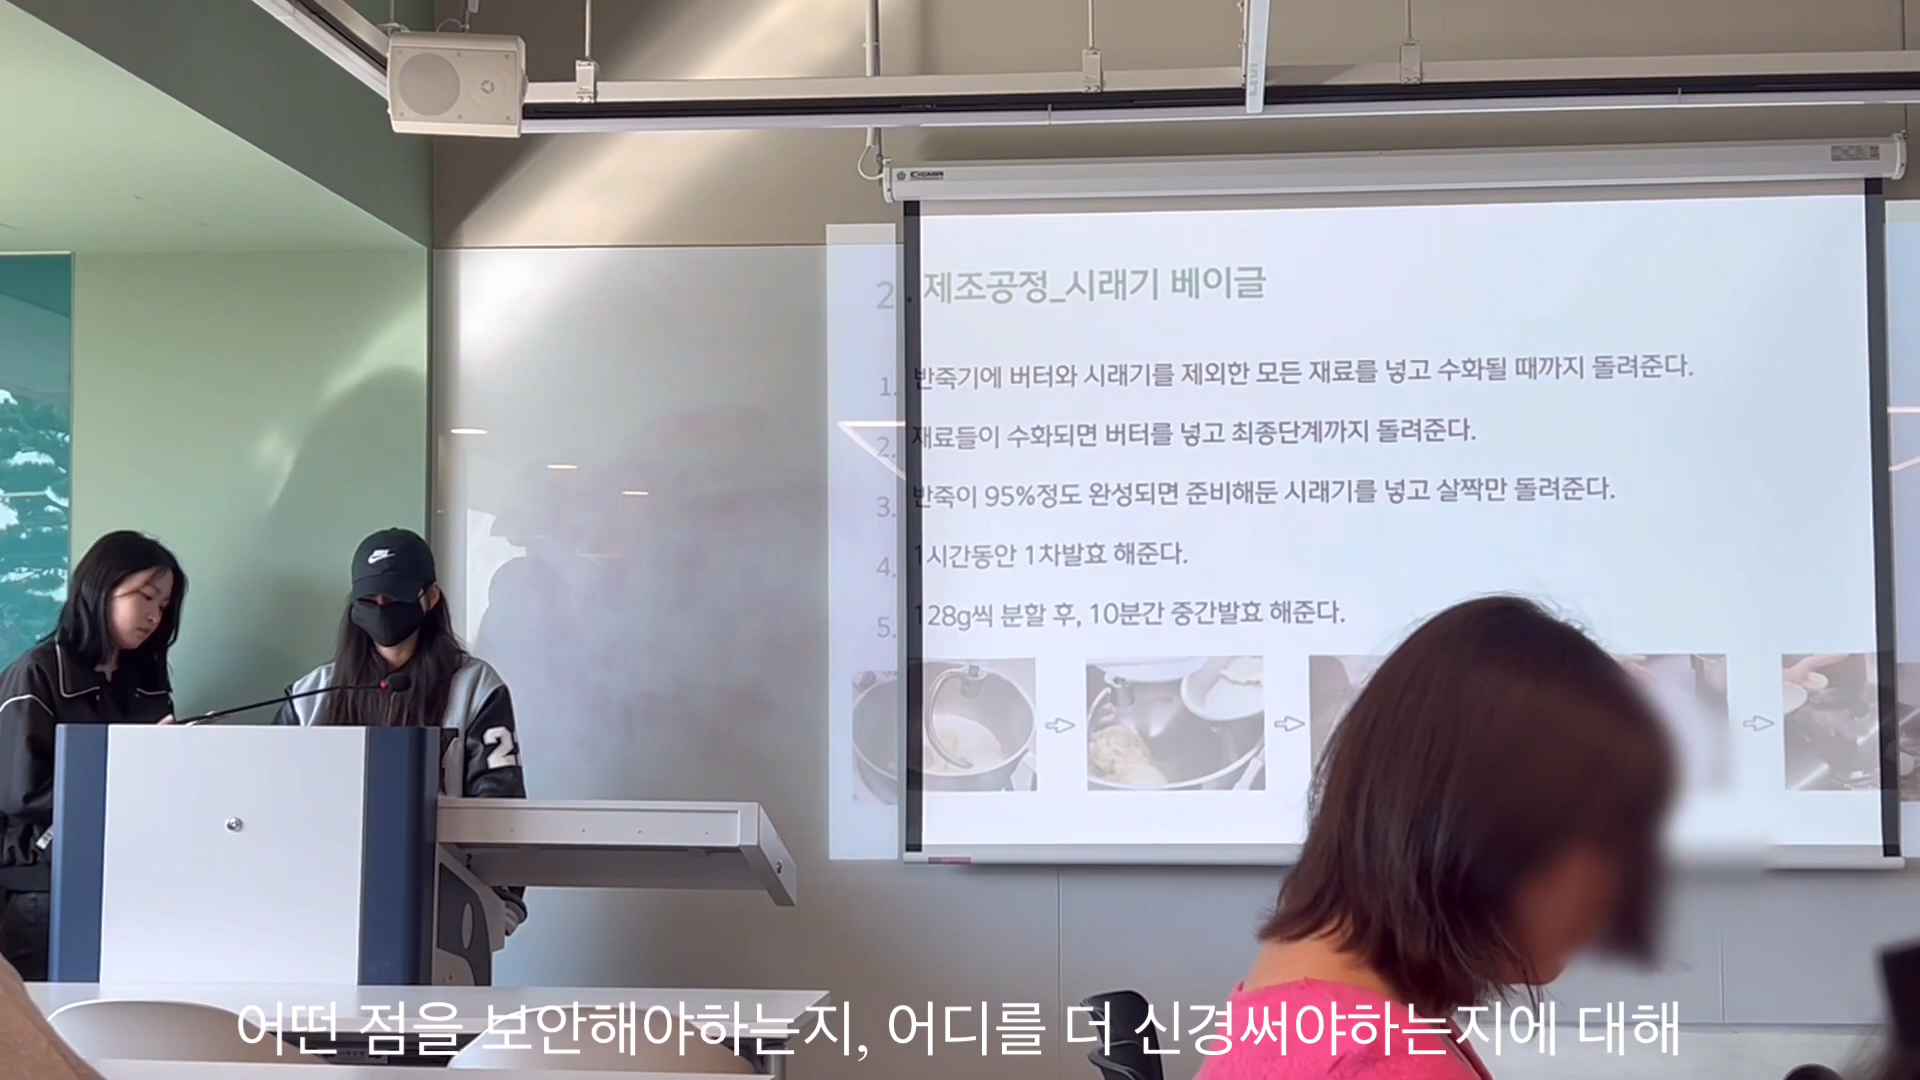 2. 제조공정_시래기 베이글
1. 반죽기에 버터와 시래기를 제외한 모든 재료를 넣고 수화될 때까지 돌려준다.
2. 재료들이 수화되면 버터를 넣고 최종단계까지 돌려준다.
3. 반죽이 95%정도 완성되면 준비해둔 시래기를 넣고 살짝만 돌려준다.
4. 1시간동안 1차발효 해준다.
5. 128g씩 분할 후, 10분간 중간발효 해준다.
NIKE
2
어떤 점을 보안해야하는지, 어디를 더 신경써야하는지에 대해